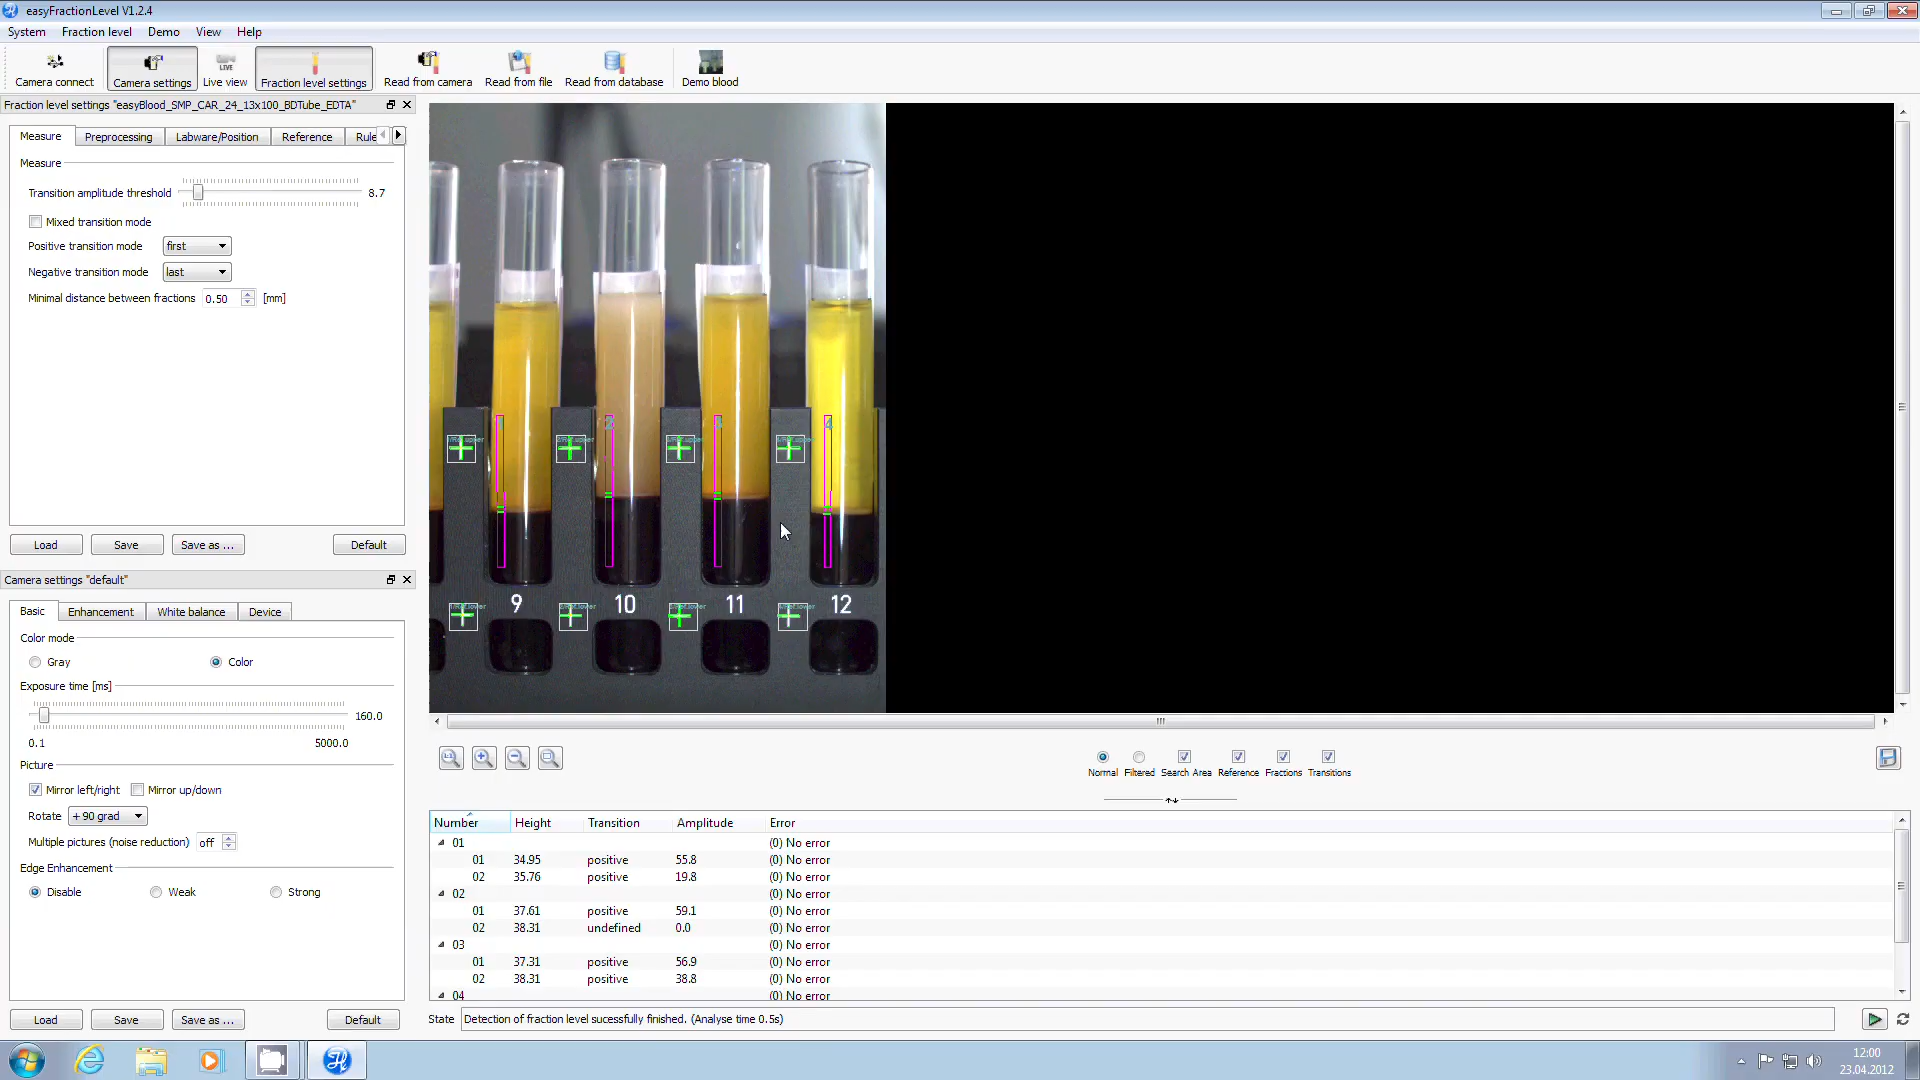 easyFractionLevel V1.2.4
System Fraction level Demo View Help
Camera connect Camera settings Live view Fraction level settings Read from camera Read from file Read from database Demo blood
LIVE
Fraction level settings "easyBlood_SMP_CAR_24_13x100_BDTube_EDTA"
Measure Preprocessing Labware/Position Reference Rule
Measure
Transition amplitude threshold 8.7
Mixed transition mode
Positive transition mode first
Negative transition mode last
Minimal distance between fractions 0.50 [mm]
Load Save Save as ... Default
Camera settings "default"
Basic Enhancement White balance Device
Color mode
Gray Color
Exposure time [ms]
160.0
0.1 5000.0
Picture
Mirror left/right Mirror up/down
Rotate +90 grad
Multiple pictures (noise reduction) off
Edge Enhancement
Disable Weak Strong
Load Save Save as ... Default
2 3 4
9 10 11 12
Normal Filtered Search Area Reference Fractions Transitions
Number Height Transition Amplitude Error
01 (0) No error
01 34.95 positive 55.8 (0) No error
02 35.76 positive 19.8 (0) No error
02 (0) No error
01 37.61 positive 59.1 (0) No error
02 38.31 undefined 0.0 (0) No error
03 (0) No error
01 37.31 positive 56.9 (0) No error
02 38.31 positive 38.8 (0) No error
04 (0) No error
State Detection of fraction level sucessfully finished. (Analyse time 0.5s)
12:00
23.04.2012